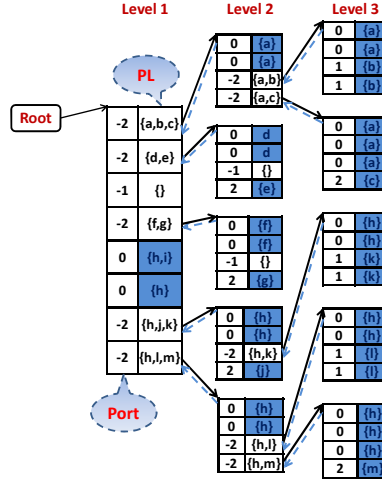 Level 1
Level 2
Level 3
PL
Root
Port
-2 {a,b,c}
-2 {d,e}
-1 {}
-2 {f,g}
0 {h,i}
0 {h}
-2 {h,j,k}
-2 {h,l,m}
0 {a}
0 {a}
-2 {a,b}
-2 {a,c}
0 d
0 d
-1 {}
2 {e}
0 {f}
0 {f}
-1 {}
2 {g}
0 {h}
0 {h}
-2 {h,k}
2 {j}
0 {h}
0 {h}
-2 {h,l}
-2 {h,m}
0 {a}
0 {a}
1 {b}
1 {b}
0 {a}
0 {a}
0 {a}
2 {c}
0 {h}
0 {h}
1 {k}
1 {k}
0 {h}
0 {h}
1 {l}
1 {l}
0 {h}
0 {h}
0 {h}
2 {m}